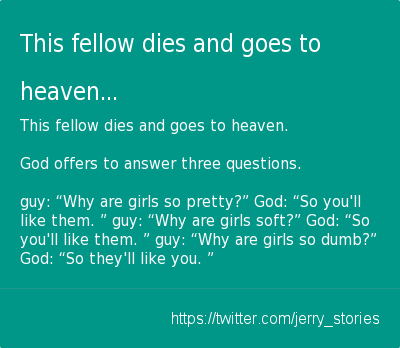 This fellow dies and goes to
heaven...
This fellow dies and goes to heaven.
God offers to answer three questions.
guy: “Why are girls so pretty?” God: “So you'll
like them. ” guy: “Why are girls soft?” God: “So
you'll like them. ” guy: “Why are girls so dumb?”
God: “So they'll like you. ”
https://twitter.com/jerry_stories